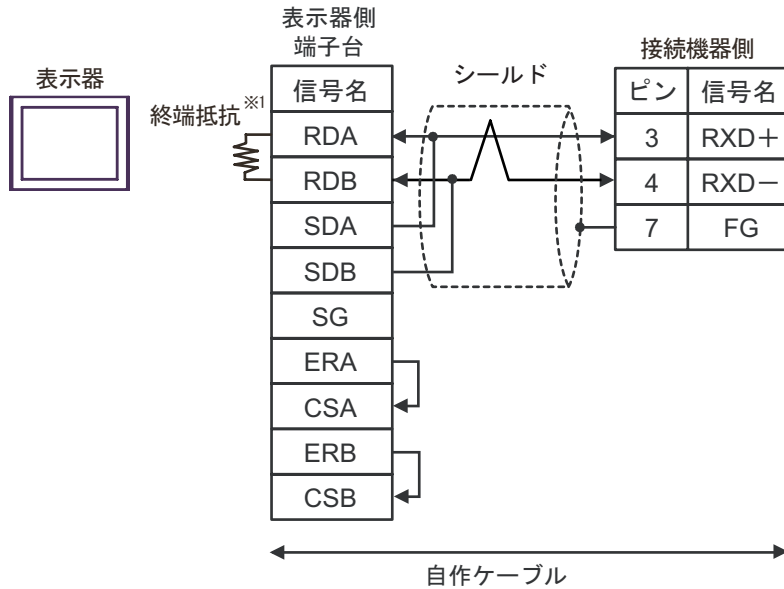 表示器
表示器側
端子台
終端抵抗※1
信号名
RDA
RDB
SDA
SDB
SG
ERA
CSA
ERB
CSB
シールド
接続機器側
ピン 信号名
3 RXD＋
4 RXD－
7 FG
自作ケーブル